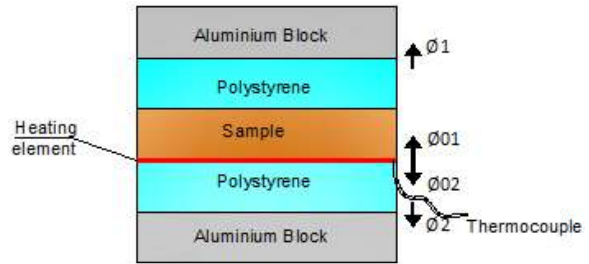 Aluminium Block
Ø1
Polystyrene
Heating
element
Sample
Ø01
Polystyrene
Ø02
Ø2
Thermocouple
Aluminium Block